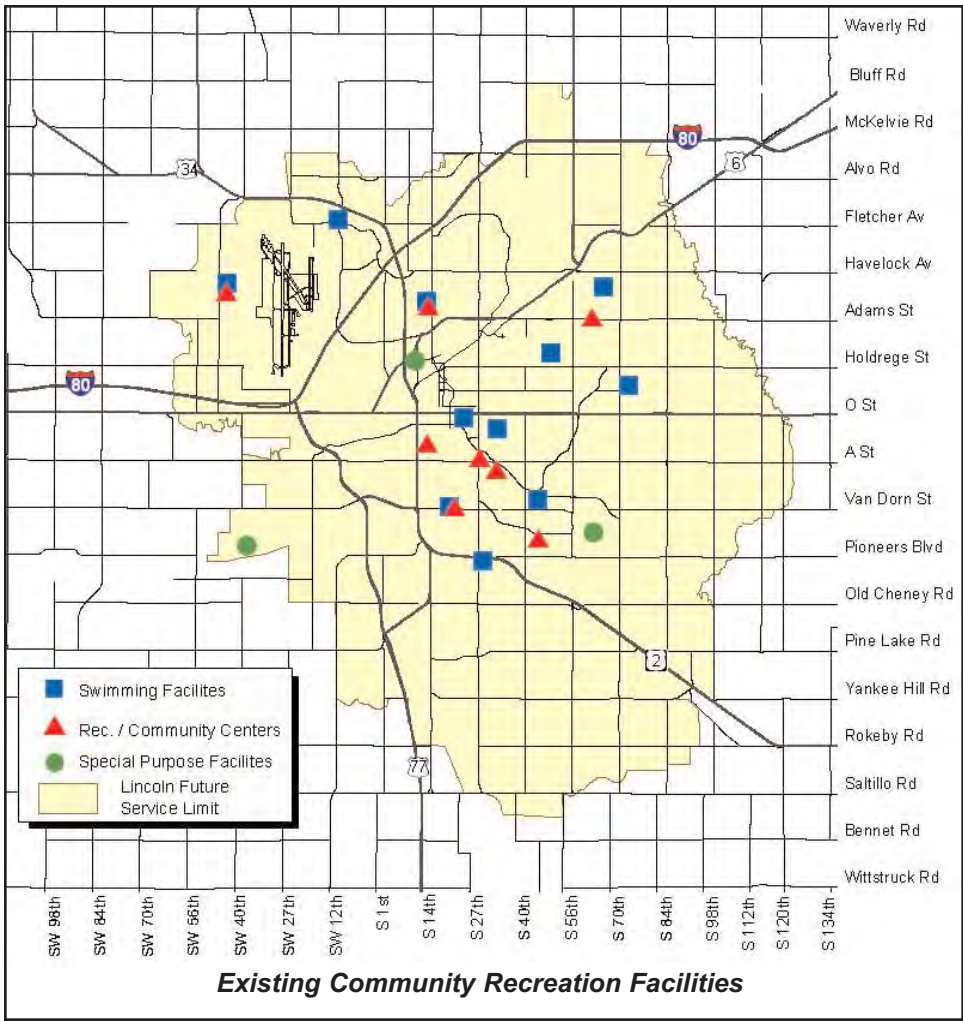 Waverly Rd
Bluff Rd
McKelvie Rd
Alvo Rd
Fletcher Av
Havelock Av
Adams St
Holdrege St
O St
A St
Van Dorn St
Pioneers Blvd
Old Cheney Rd
Pine Lake Rd
Yankee Hill Rd
Rokeby Rd
Saltillo Rd
Bennet Rd
Wittstruck Rd
80
6
34
80
2
77
Swimming Facilites
Rec. / Community Centers
Special Purpose Facilites
Lincoln Future
Service Limit
SW 98th
SW 84th
SW 70th
SW 56th
SW 40th
SW 27th
SW 12th
S 1st
S 14th
S 27th
S 40th
S 56th
S 70th
S 84th
S 98th
S 112th
S 120th
S 134th
Existing Community Recreation Facilities